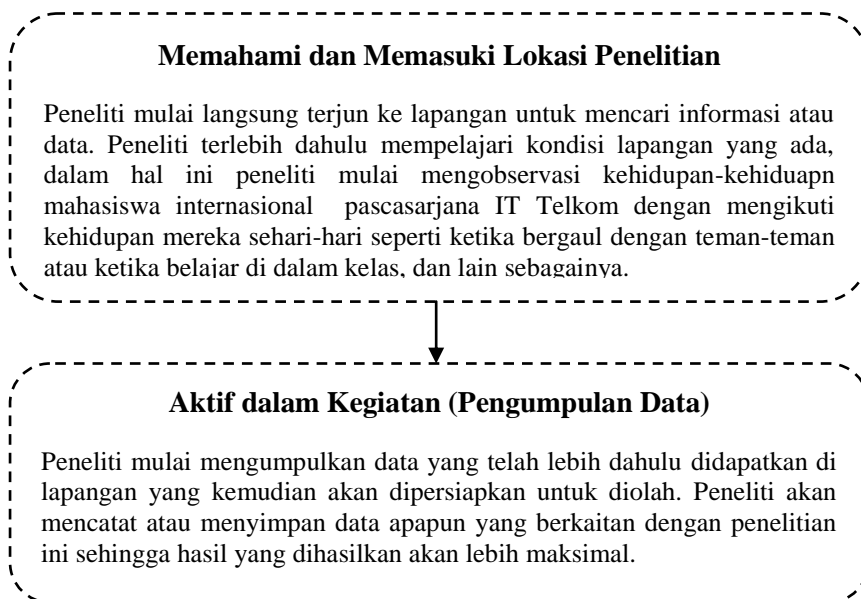 Memahami dan Memasuki Lokasi Penelitian
Peneliti mulai langsung terjun ke lapangan untuk mencari informasi atau
data. Peneliti terlebih dahulu mempelajari kondisi lapangan yang ada,
dalam hal ini peneliti mulai mengobservasi kehidupan-kehiduapn
mahasiswa internasional pascasarjana IT Telkom dengan mengikuti
kehidupan mereka sehari-hari seperti ketika bergaul dengan teman-teman
atau ketika belajar di dalam kelas, dan lain sebagainya.
Aktif dalam Kegiatan (Pengumpulan Data)
Peneliti mulai mengumpulkan data yang telah lebih dahulu didapatkan di
lapangan yang kemudian akan dipersiapkan untuk diolah. Peneliti akan
mencatat atau menyimpan data apapun yang berkaitan dengan penelitian
ini sehingga hasil yang dihasilkan akan lebih maksimal.